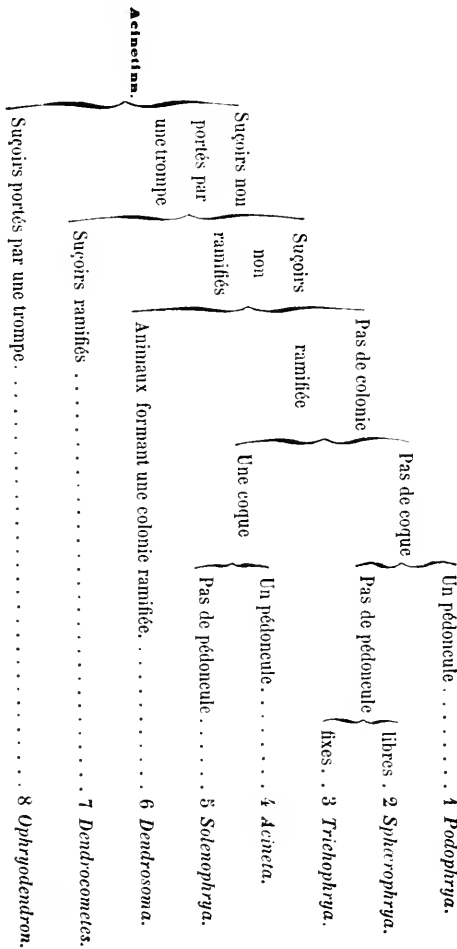 Acinetina.
Suçoirs non
portés par
une trompe
Suçoirs
non
ramifiés
Pas de colonie
ramifiée
Pas de coque
Un pédoncule . . . . . . . . 1 Podophrya.
Pas de pédoncule
libres . 2 Sphærophrya.
fixes . . 3 Trichophrya.
Une coque
Un pédoncule. . . . . . . . 4 Acineta.
Pas de pédoncule . . . . . . 5 Solenophrya.
Animaux formant une colonie ramifiée. . . . . . . . . . 6 Dendrosoma.
Suçoirs ramifiés . . . . . . . . . . . . . . . . . . . . . . . . 7 Dendrocometes.
Suçoirs portés par une trompe. . . . . . . . . . . . . . . . . . . . . . . . . 8 Ophryodendron.